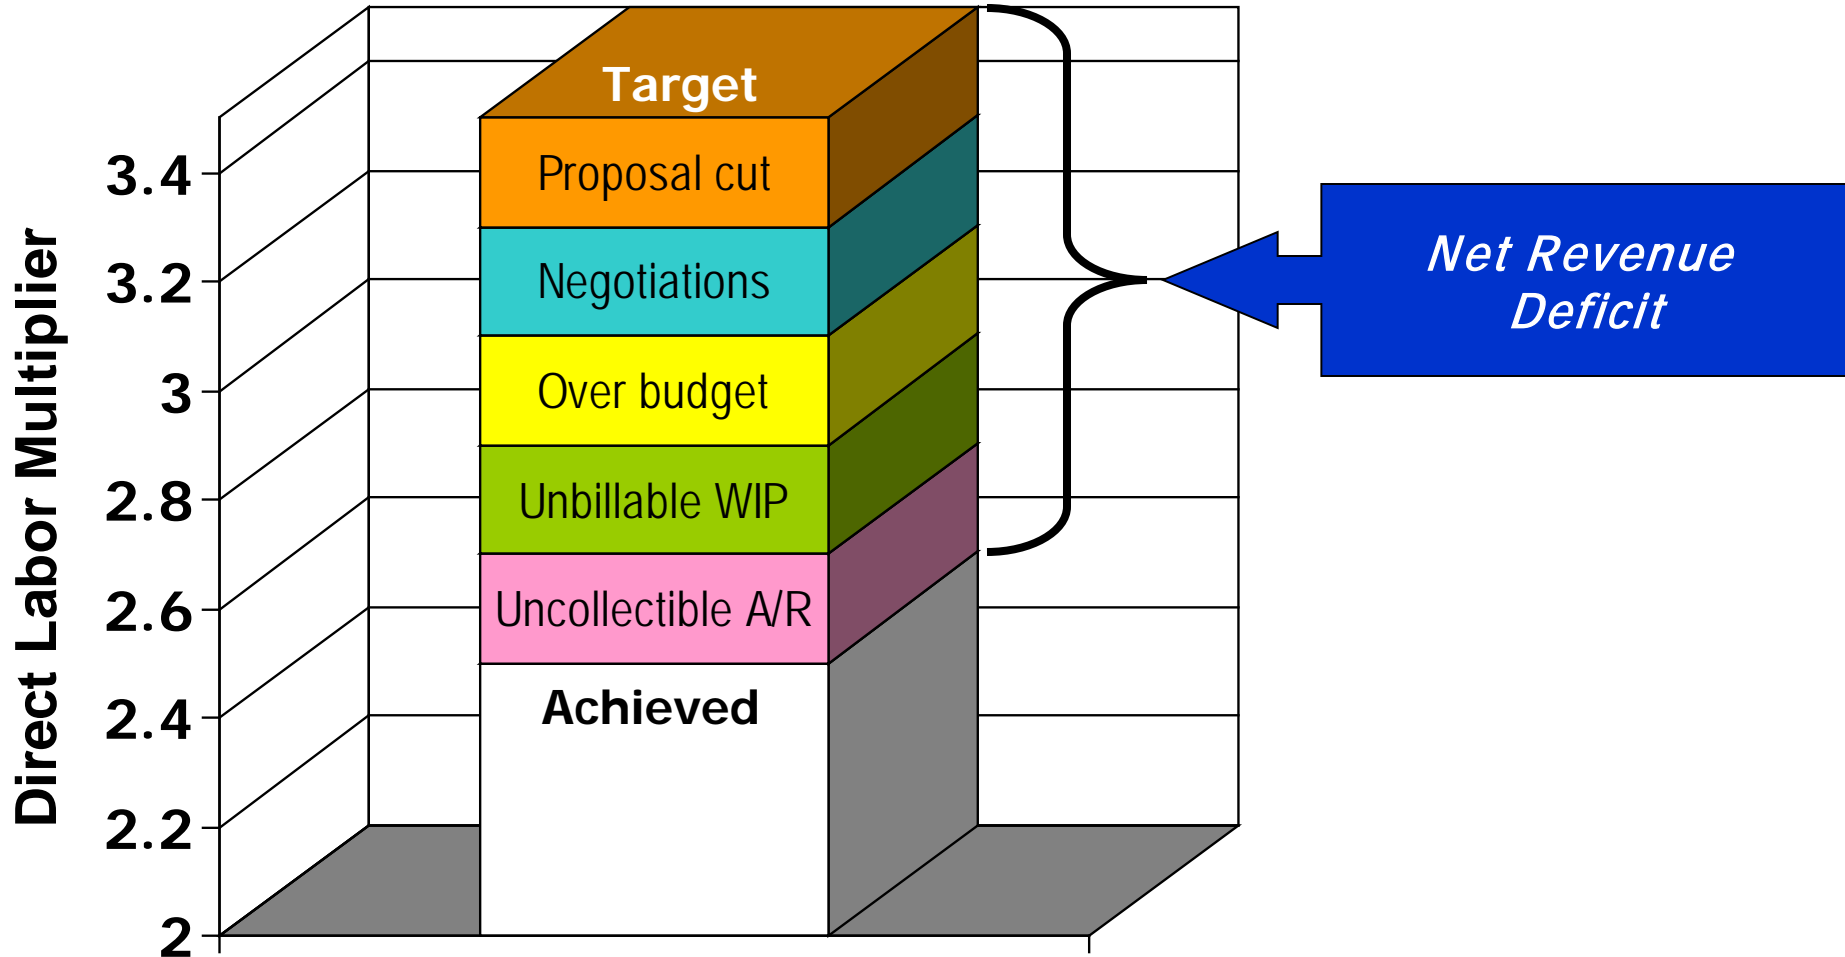 Target
Proposal cut
Negotiations
Over budget
Unbillable WIP
Uncollectible A/R
Achieved
Direct Labor Multiplier
3.4
3.2
3
2.8
2.6
2.4
2.2
2
Net Revenue
Deficit